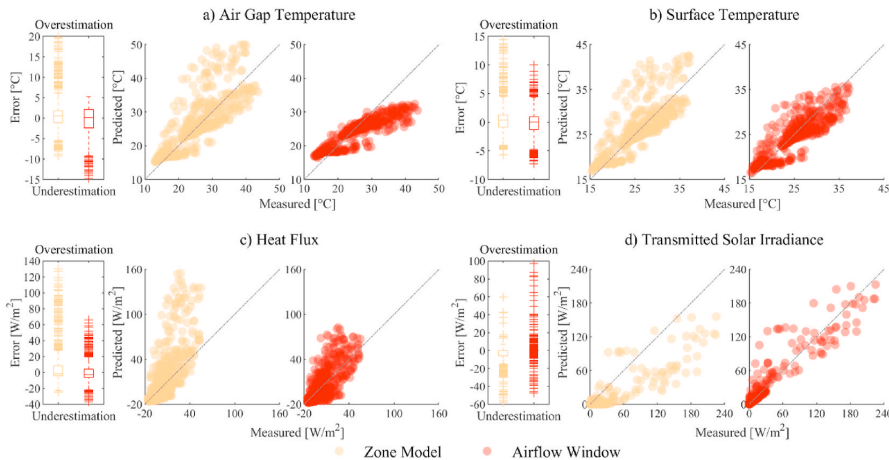 a) Air Gap Temperature
b) Surface Temperature
Overestimation
20
15
10
5
0
-5
-10
-15
Error [°C]
Underestimation
Predicted [°C]
50
40
30
20
10
10 20 30 40 50
50
40
30
20
10
10 20 30 40 50
Measured [°C]
Overestimation
15
10
5
0
-5
-10
Error [°C]
Underestimation
Predicted [°C]
45
35
25
15
15 25 35 45
45
35
25
15
15 25 35 45
Measured [°C]
c) Heat Flux
d) Transmitted Solar Irradiance
Overestimation
140
120
100
80
60
40
20
0
-20
-40
Error [W/m²]
Underestimation
Predicted [W/m²]
160
100
40
-20
-20 40 100 160
160
100
40
-20
-20 40 100 160
Measured [W/m²]
Overestimation
100
80
60
40
20
0
-20
-40
-60
Error [W/m²]
Underestimation
Predicted [W/m²]
240
180
120
60
0
0 60 120 180 240
240
180
120
60
0
0 60 120 180 240
Measured [W/m²]
Zone Model
Airflow Window